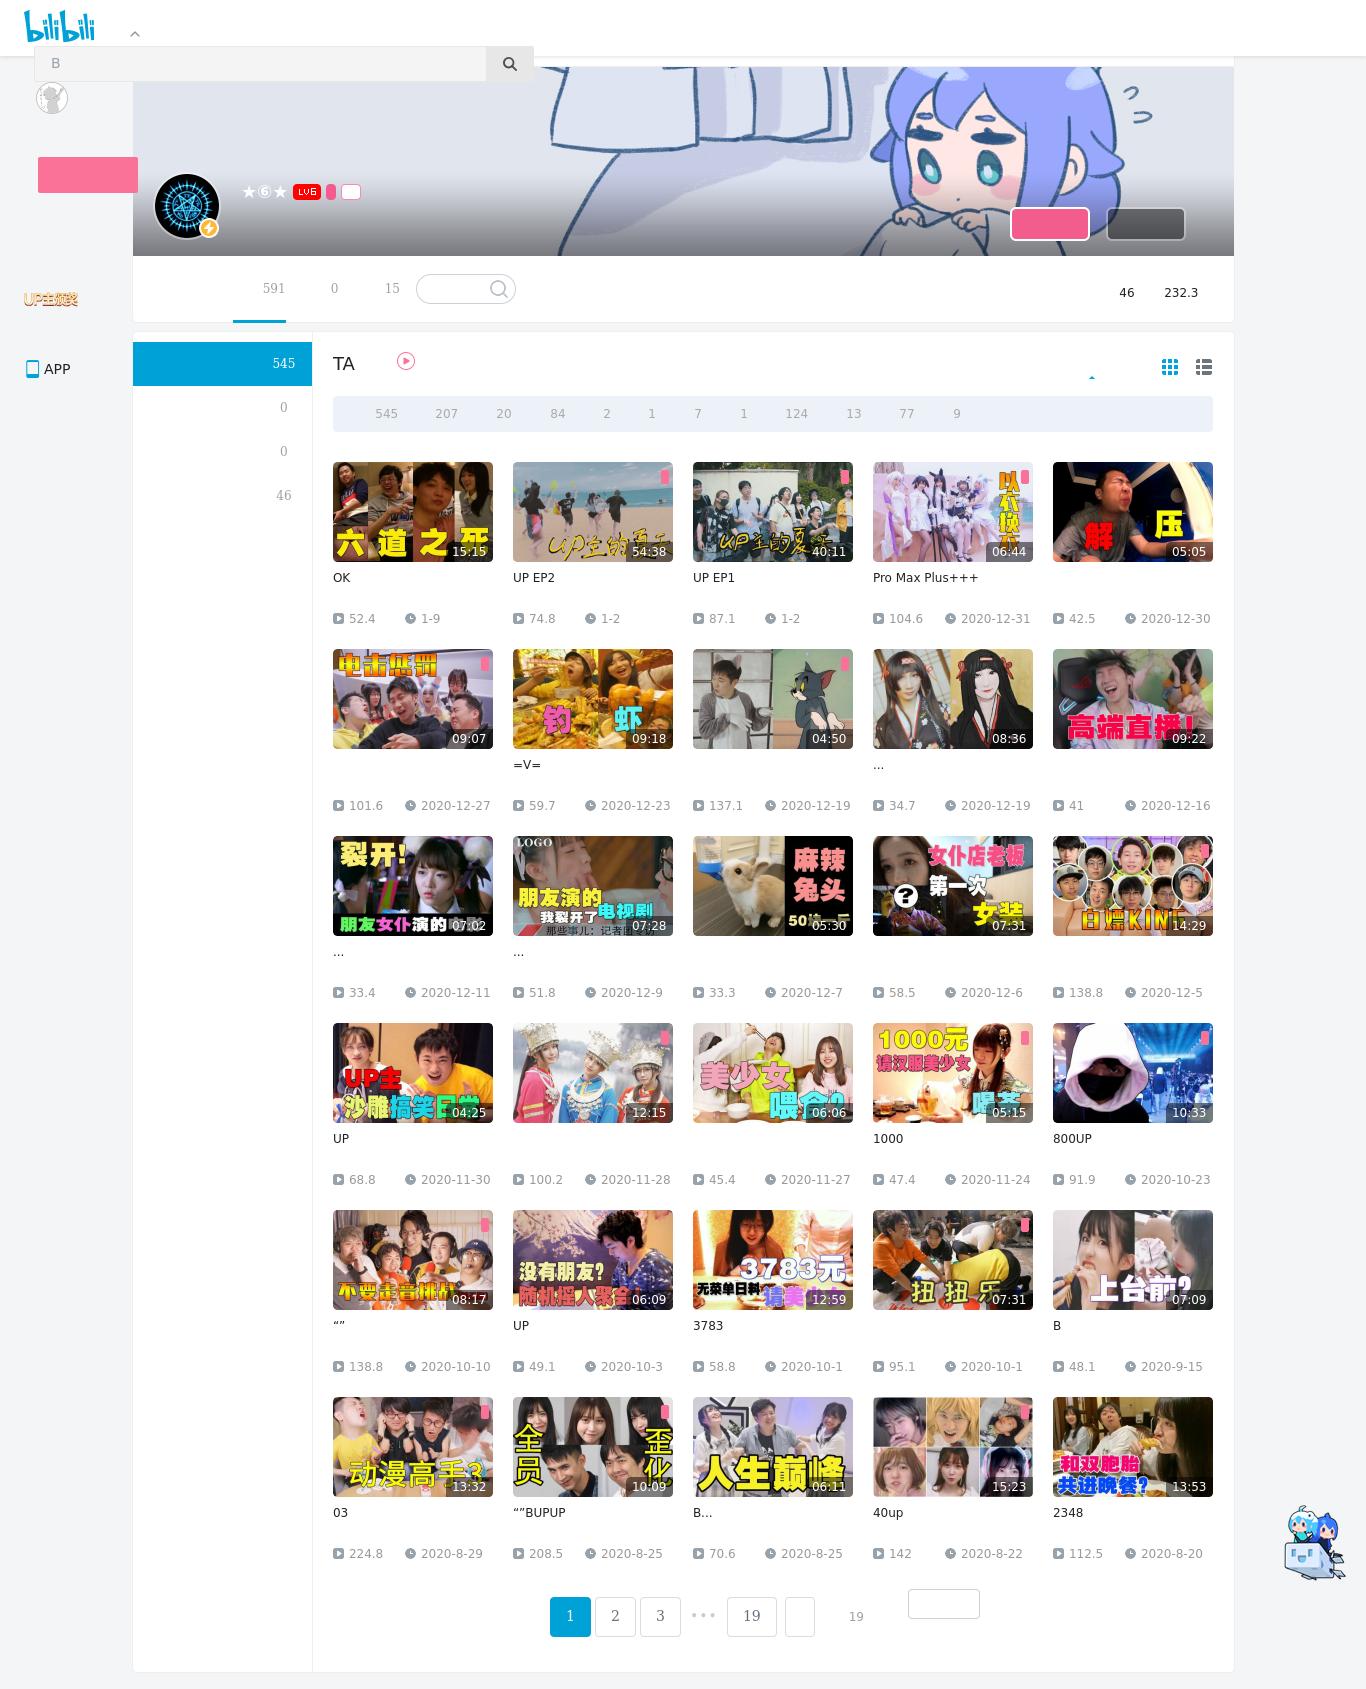 bilibili
B
★⑥★ LV6
591 0 15
46 232.3
UP主颁奖
APP
545
0
0
46
TA
545 207 20 84 2 1 7 1 124 13 77 9
六道之死 15:15
UP主的夏天 54:38
UP主的夏天 40:11
以衣换衣 06:44
解压 05:05
OK
UP EP2
UP EP1
Pro Max Plus+++
52.4 1-9
74.8 1-2
87.1 1-2
104.6 2020-12-31
42.5 2020-12-30
电击惩罚 09:07
钓虾 09:18
04:50
08:36
高端直播! 09:22
=V=
...
101.6 2020-12-27
59.7 2020-12-23
137.1 2020-12-19
34.7 2020-12-19
41 2020-12-16
裂开!
朋友女仆演的 07:02
LOGO
朋友演的
电视剧
我裂开了 07:28
那些事儿:记者团
麻辣
兔头
50 05:30
女仆店老板
第一次
女装 07:31
白嫖KING 14:29
...
...
33.4 2020-12-11
51.8 2020-12-9
33.3 2020-12-7
58.5 2020-12-6
138.8 2020-12-5
UP主
沙雕搞笑日常 04:25
12:15
美少女
喂食? 06:06
1000元
请汉服美少女
喝茶 05:15
10:33
UP
1000
800UP
68.8 2020-11-30
100.2 2020-11-28
45.4 2020-11-27
47.4 2020-11-24
91.9 2020-10-23
不要走音挑战 08:17
没有朋友?
随机摇人聚会 06:09
3783元
无菜单日料
请美少女 12:59
扭扭乐 07:31
上台前? 07:09
“”
UP
3783
B
138.8 2020-10-10
49.1 2020-10-3
58.8 2020-10-1
95.1 2020-10-1
48.1 2020-9-15
动漫高手3 13:32
全员歪化 10:09
人生巅峰 06:11
15:23
和双胞胎
共进晚餐? 13:53
03
“”BUPUP
B...
40up
2348
224.8 2020-8-29
208.5 2020-8-25
70.6 2020-8-25
142 2020-8-22
112.5 2020-8-20
1 2 3 ••• 19 19